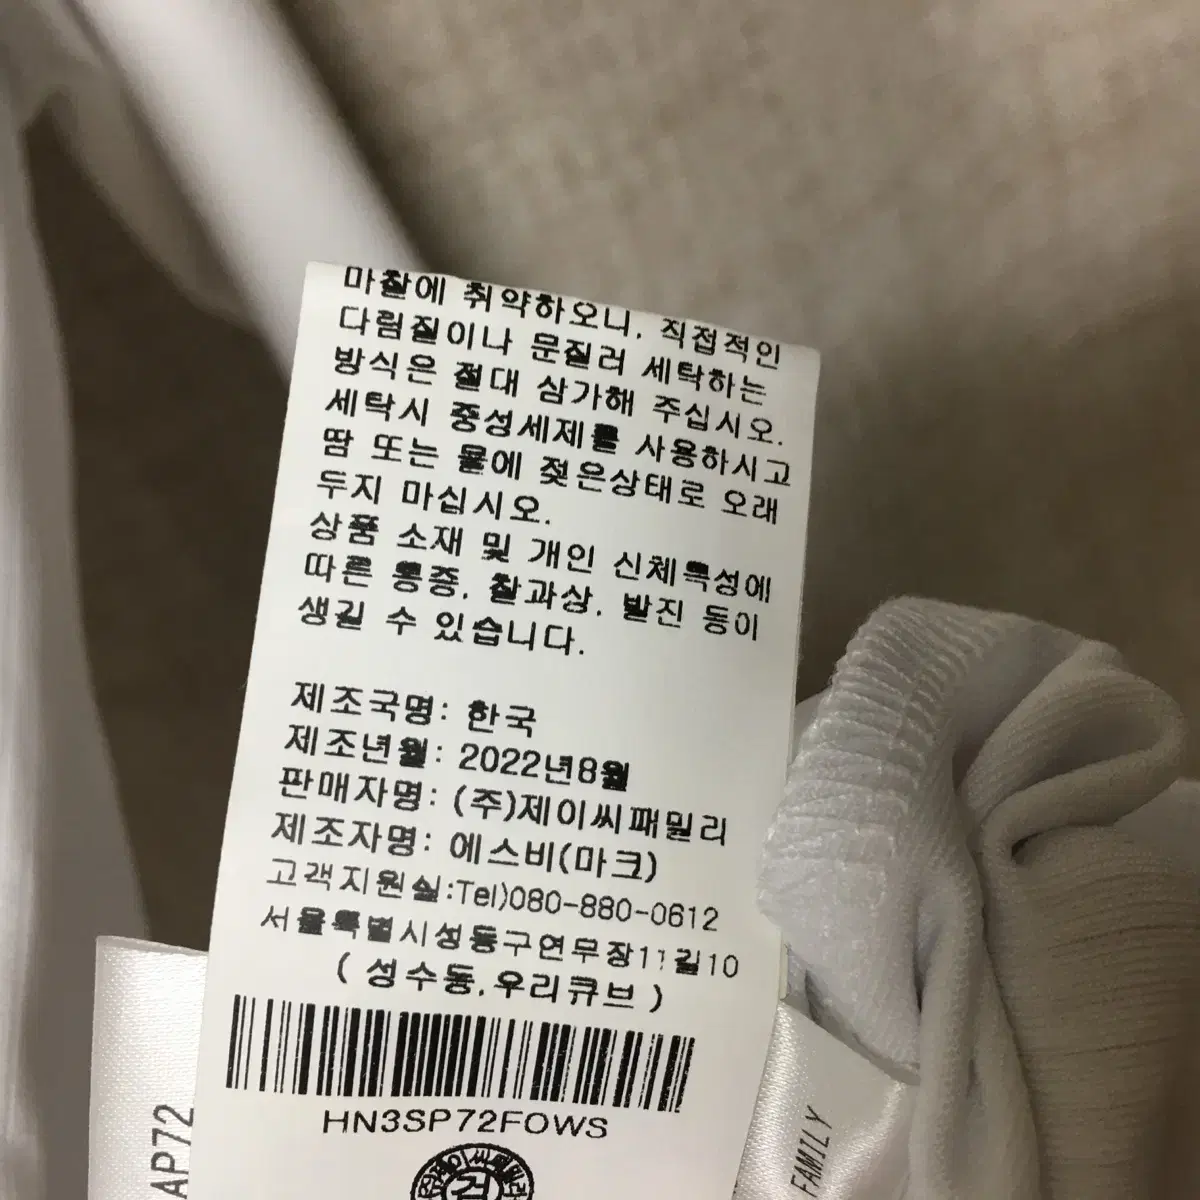 마찰에 취약하오니, 직접적인
다림질이나 문질러 세탁하는
방식은 절대 삼가해 주십시오.
세탁시 중성세제를 사용하시고
땀 또는 물에 젖은상태로 오래
두지 마십시오.
상품 소재 및 개인 신체특성에
따른 통증, 찰과상, 발진 등이
생길 수 있습니다.
제조국명: 한국
제조년월: 2022년8월
판매자명: (주)제이씨패밀리
제조자명: 에스비(마크)
고객지원실:Tel)080-880-0612
서울특별시성동구연무장11길10
( 성수동,우리큐브 )
HN3SP72FOWS
(주)제이씨패밀리
검
AP72
FAMILY